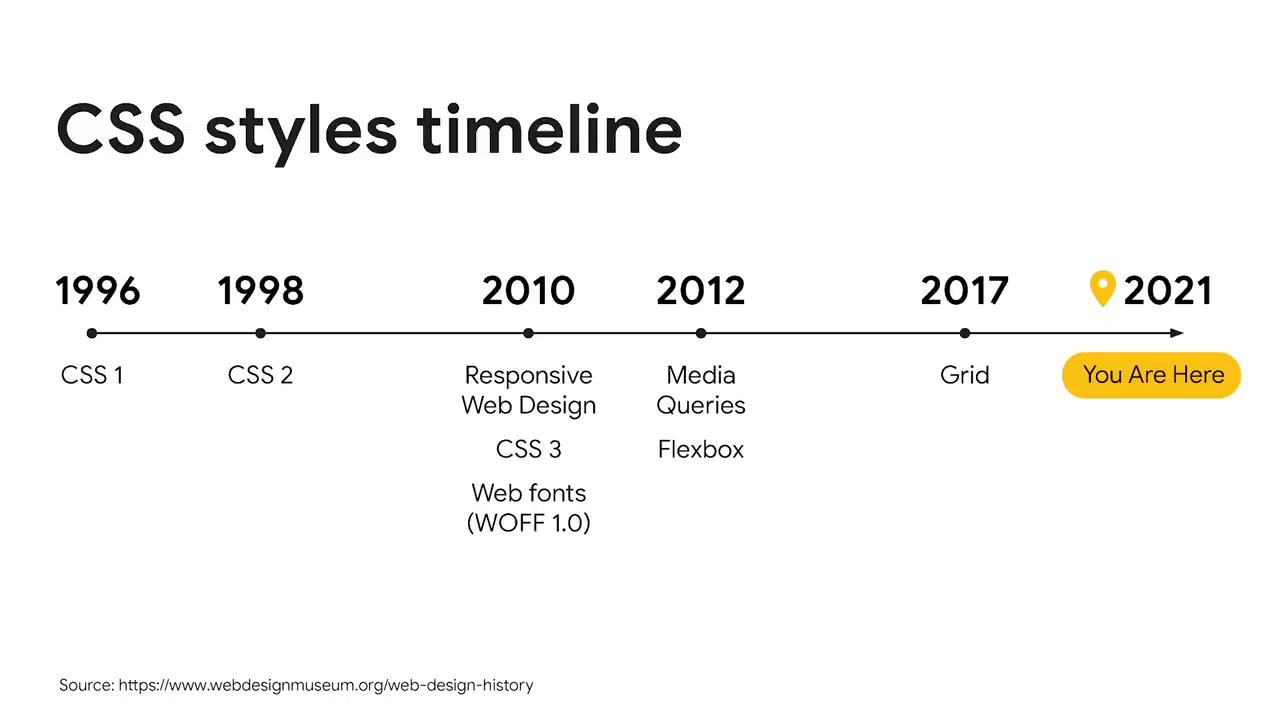 CSS styles timeline
1996
1998
2010
2012
2017
2021
CSS 1
CSS 2
Responsive
Web Design
CSS 3
Web fonts
(WOFF 1.0)
Media
Queries
Flexbox
Grid
You Are Here
Source: https://www.webdesignmuseum.org/web-design-history